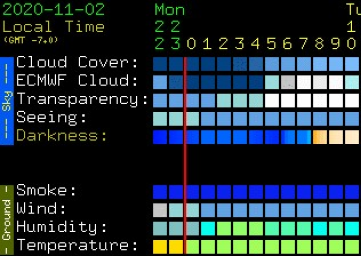 2020-11-02 Mon Tu
Local Time 2 2 1
(GMT -7.0) 2 3 0 1 2 3 4 5 6 7 8 9 0
Cloud Cover:
ECMWF Cloud:
Transparency:
Seeing:
Darkness:
Smoke:
Wind:
Humidity:
Temperature:
Sky
Ground